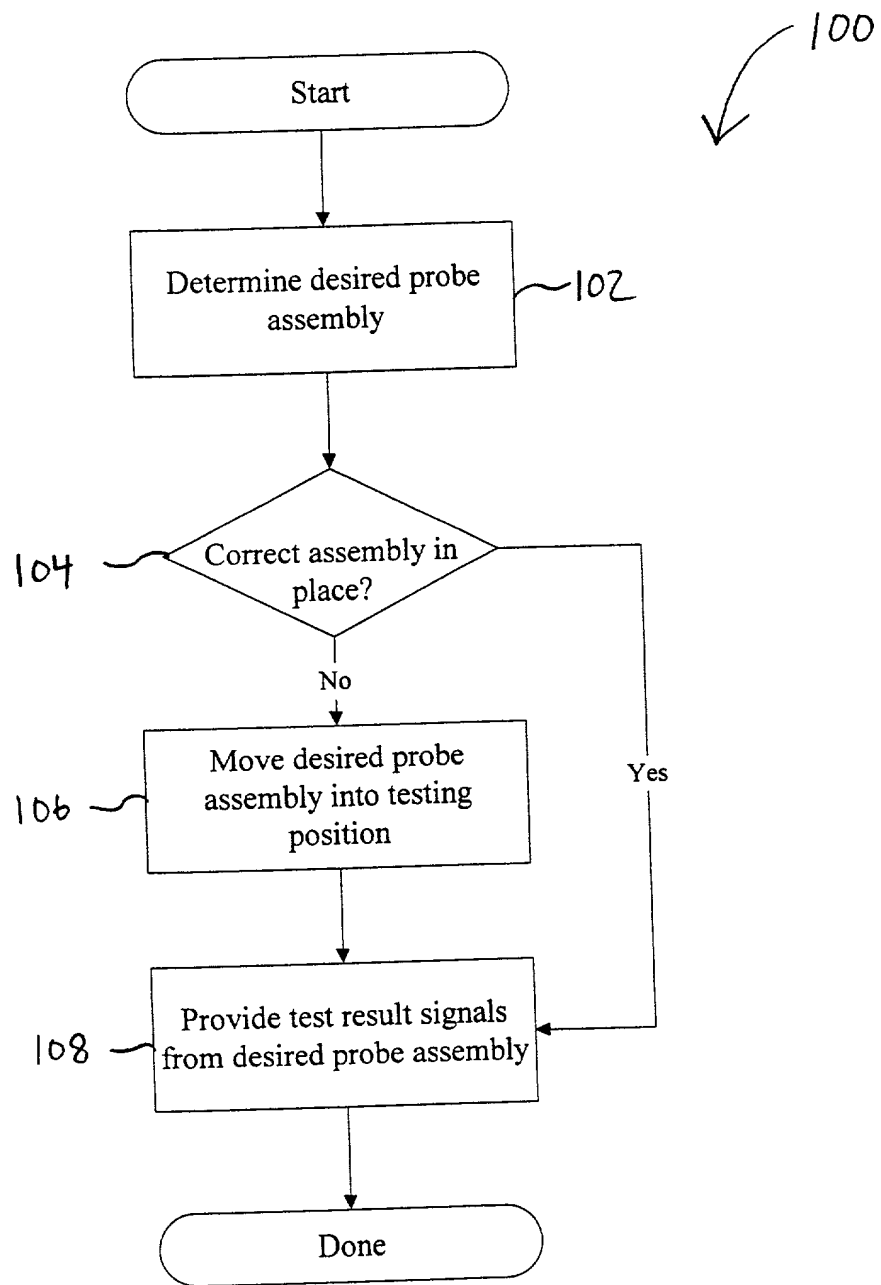 100
Start
Determine desired probe
assembly
102
Correct assembly in
place?
104
No
Yes
Move desired probe
assembly into testing
position
106
Provide test result signals
from desired probe assembly
108
Done